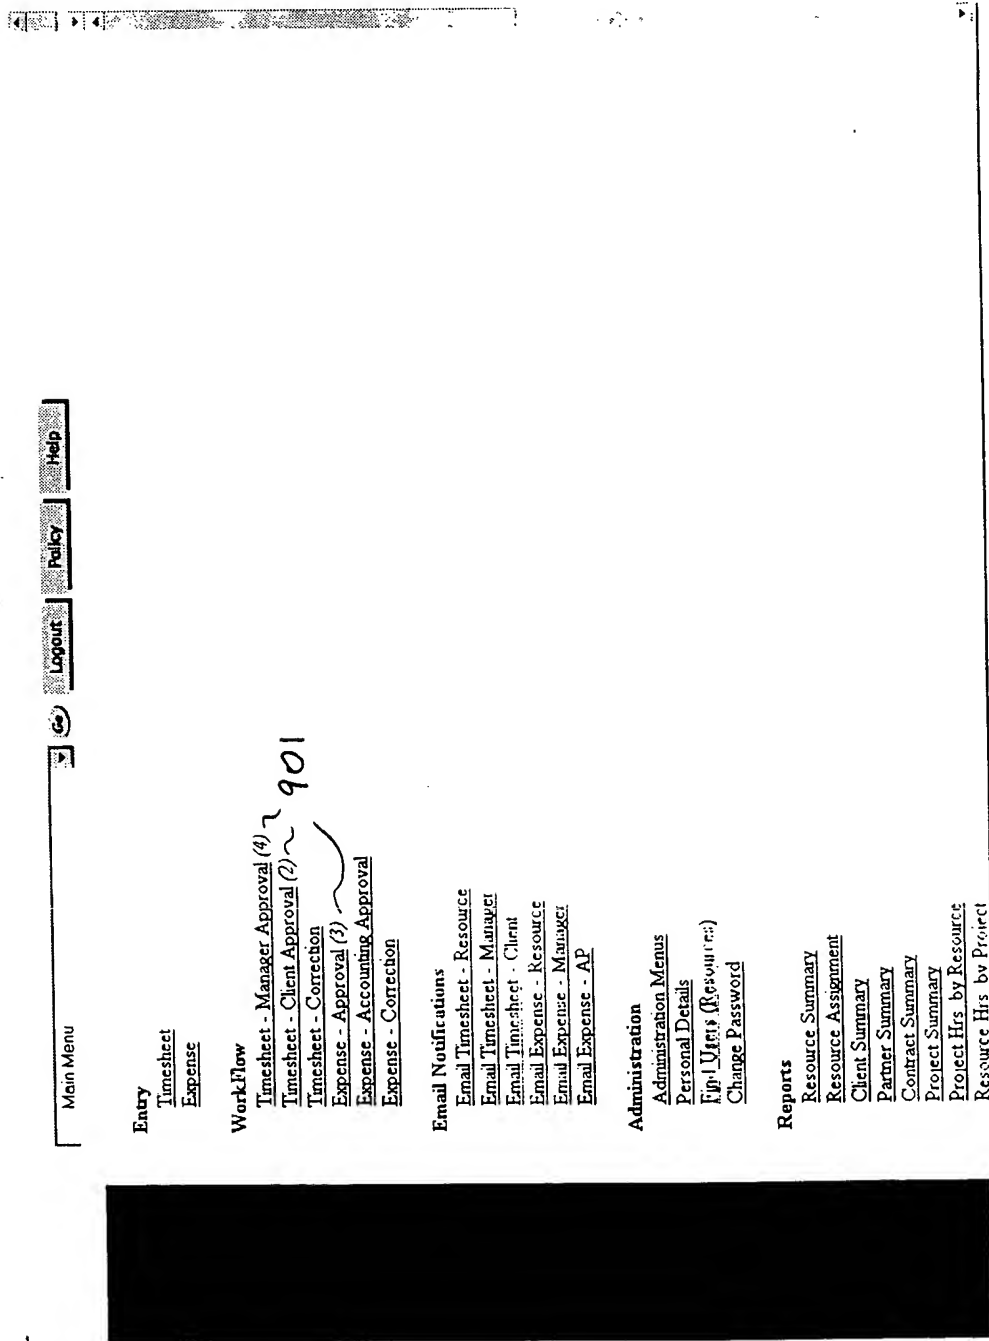 Main Menu
Go Logout Policy Help
Entry
Timesheet
Expense
WorkFlow
Timesheet - Manager Approval (4)
Timesheet - Client Approval (2)
901
Timesheet - Correction
Expense - Approval (3)
Expense - Accounting Approval
Expense - Correction
Email Notifications
Email Timesheet - Resource
Email Timesheet - Manager
Email Timesheet - Client
Email Expense - Resource
Email Expense - Manager
Email Expense - AP
Administration
Administration Menus
Personal Details
Users (Resources)
Change Password
Reports
Resource Summary
Resource Assignment
Client Summary
Partner Summary
Contract Summary
Project Summary
Project Hrs by Resource
Resource Hrs by Project